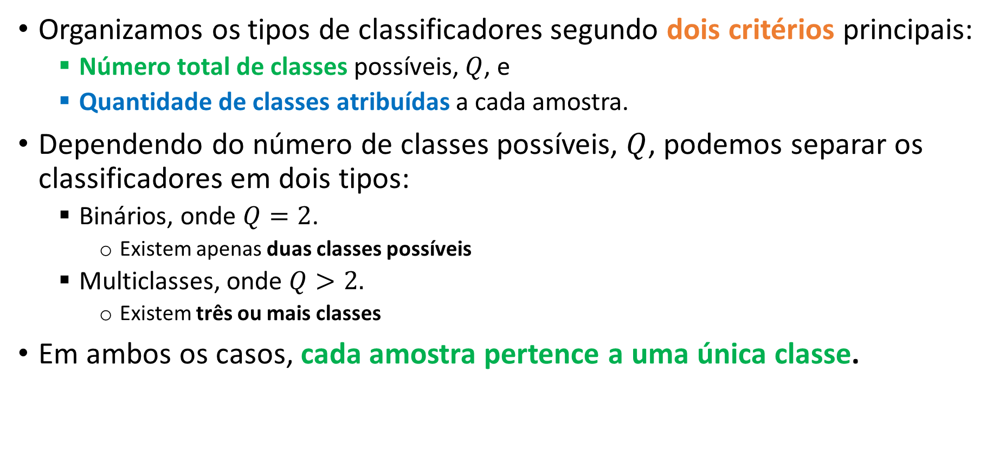 • Organizamos os tipos de classificadores segundo dois critérios principais:
▪ Número total de classes possíveis, Q, e
▪ Quantidade de classes atribuídas a cada amostra.
• Dependendo do número de classes possíveis, Q, podemos separar os
classificadores em dois tipos:
▪ Binários, onde Q = 2.
o Existem apenas duas classes possíveis
▪ Multiclasses, onde Q > 2.
o Existem três ou mais classes
• Em ambos os casos, cada amostra pertence a uma única classe.